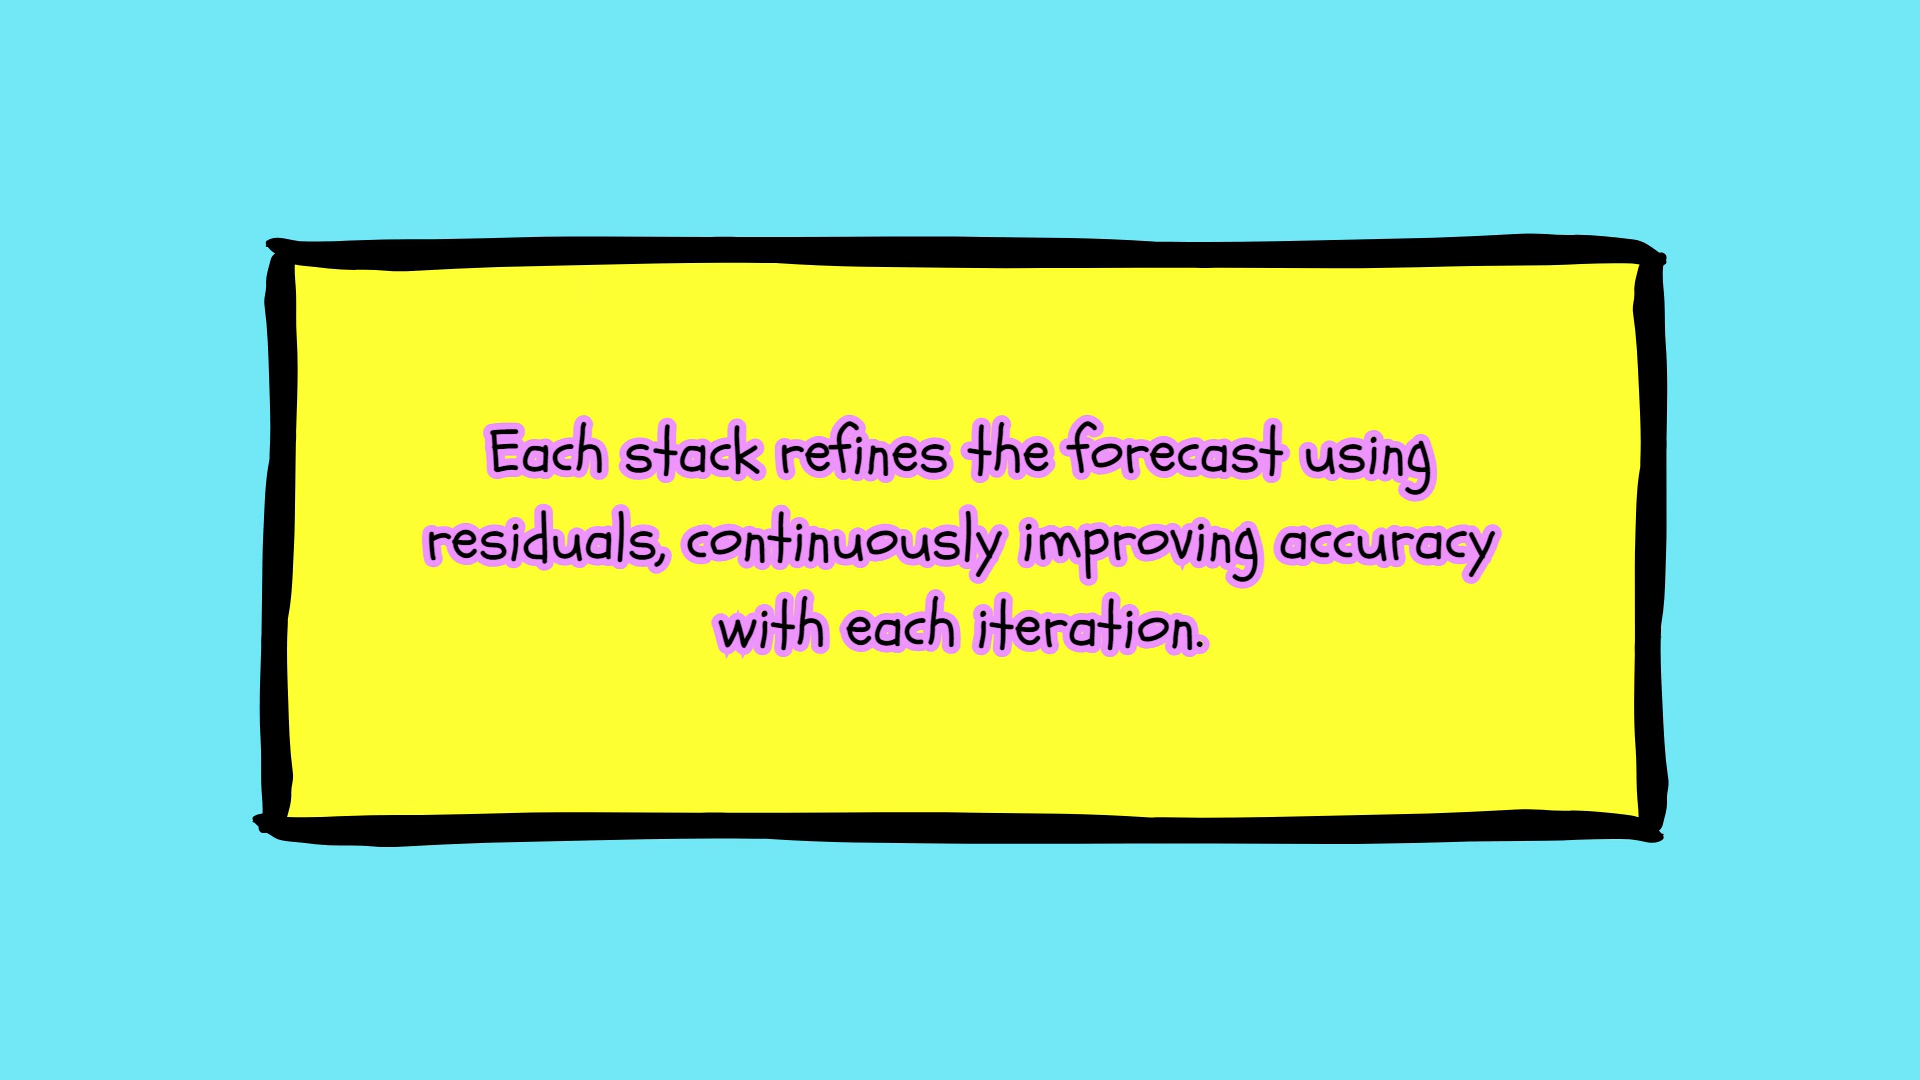 Each stack refines the forecast using
residuals, continuously improving accuracy
with each iteration.